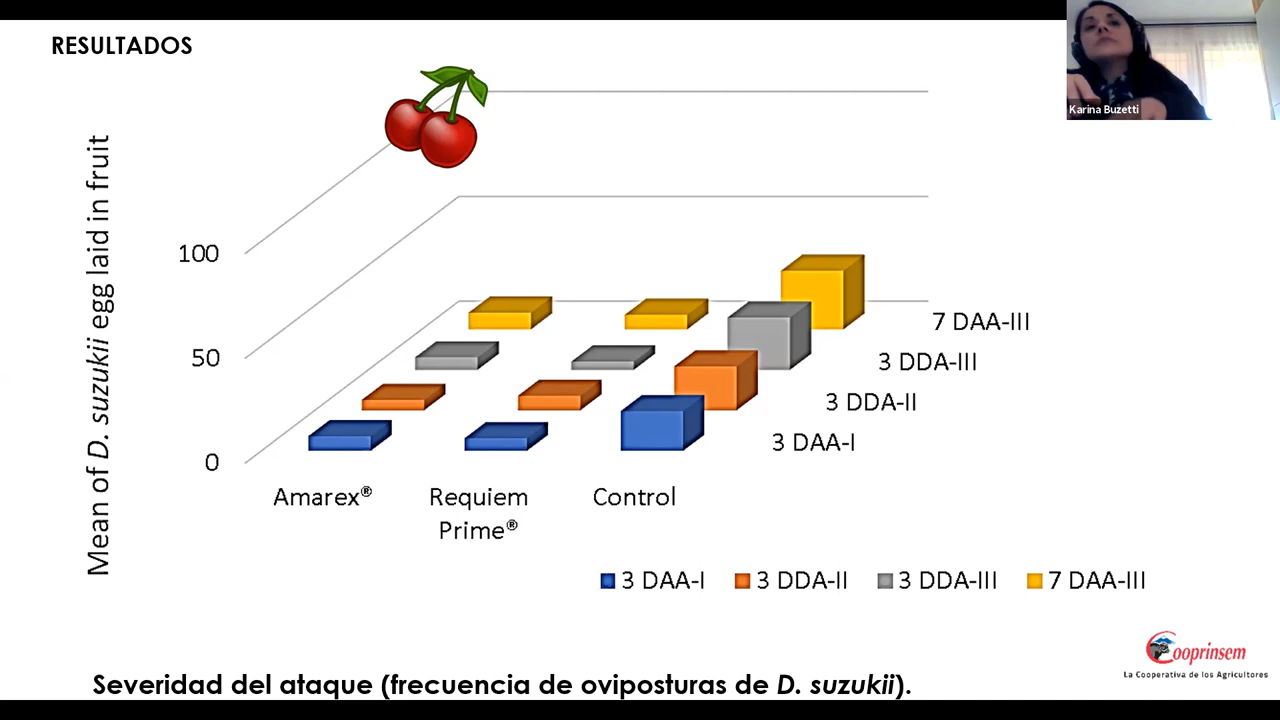 RESULTADOS
Karina Buzetti
Mean of D. suzukii egg laid in fruit
100
50
0
7 DAA-III
3 DDA-III
3 DDA-II
3 DAA-I
Amarex®
Requiem
Prime®
Control
3 DAA-I 3 DDA-II 3 DDA-III 7 DAA-III
Cooprinsem
La Cooperativa de los Agricultores
Severidad del ataque (frecuencia de oviposturas de D. suzukii).